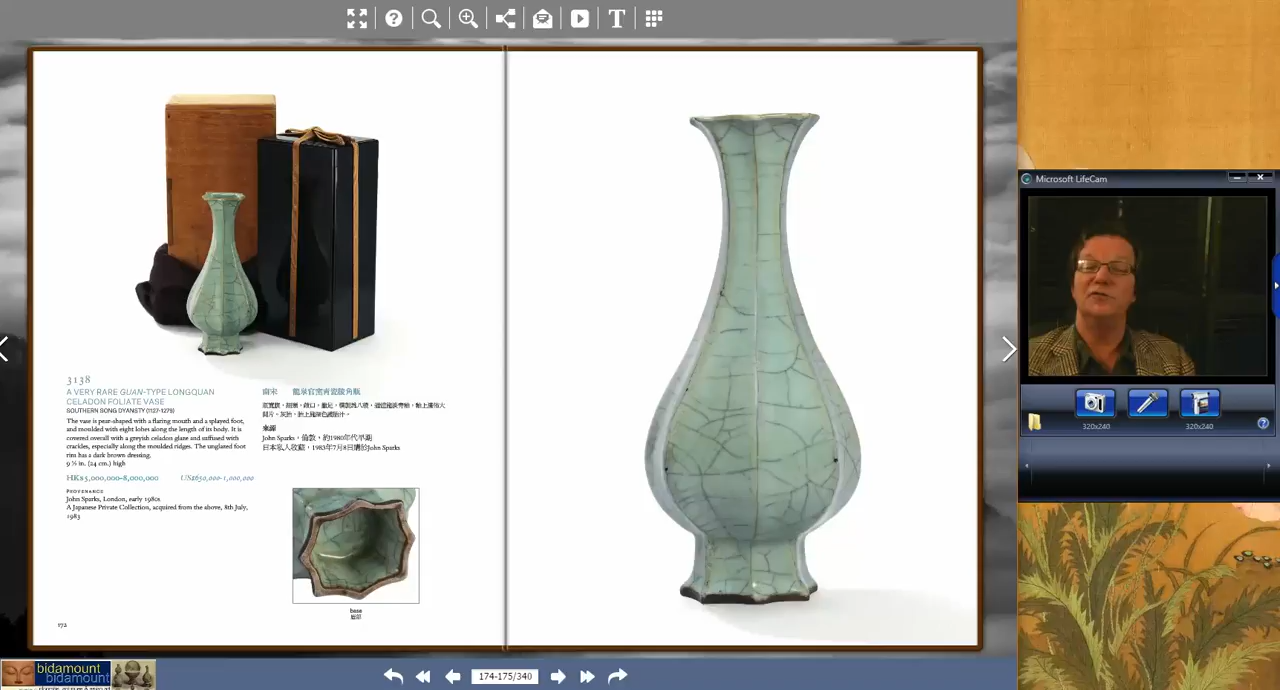 T
3138
A VERY RARE GUAN-TYPE LONGQUAN
CELADON FOLIATE VASE
SOUTHERN SONG DYNASTY (1127-1279)
The vase is pear-shaped with a flaring mouth and a splayed foot,
and moulded with eight lobes along the length of its body. It is
covered overall with a greyish celadon glaze and suffused with
crackles, especially along the moulded ridges. The unglazed foot
rim has a dark brown dressing.
9 ½ in. (24 cm.) high
HK$5,000,000-8,000,000 US$650,000-1,000,000
PROVENANCE
John Sparks, London, early 1980s
A Japanese Private Collection, acquired from the above, 8th July,
1983
南宋 龍泉官窯青瓷
來源
John Sparks,倫敦,約1980年代早期
日本私人收藏,1983年7月8日購於John Sparks
base
底部
172
Microsoft LifeCam
320x240
320x240
bidamount
bidamount
174-175/340